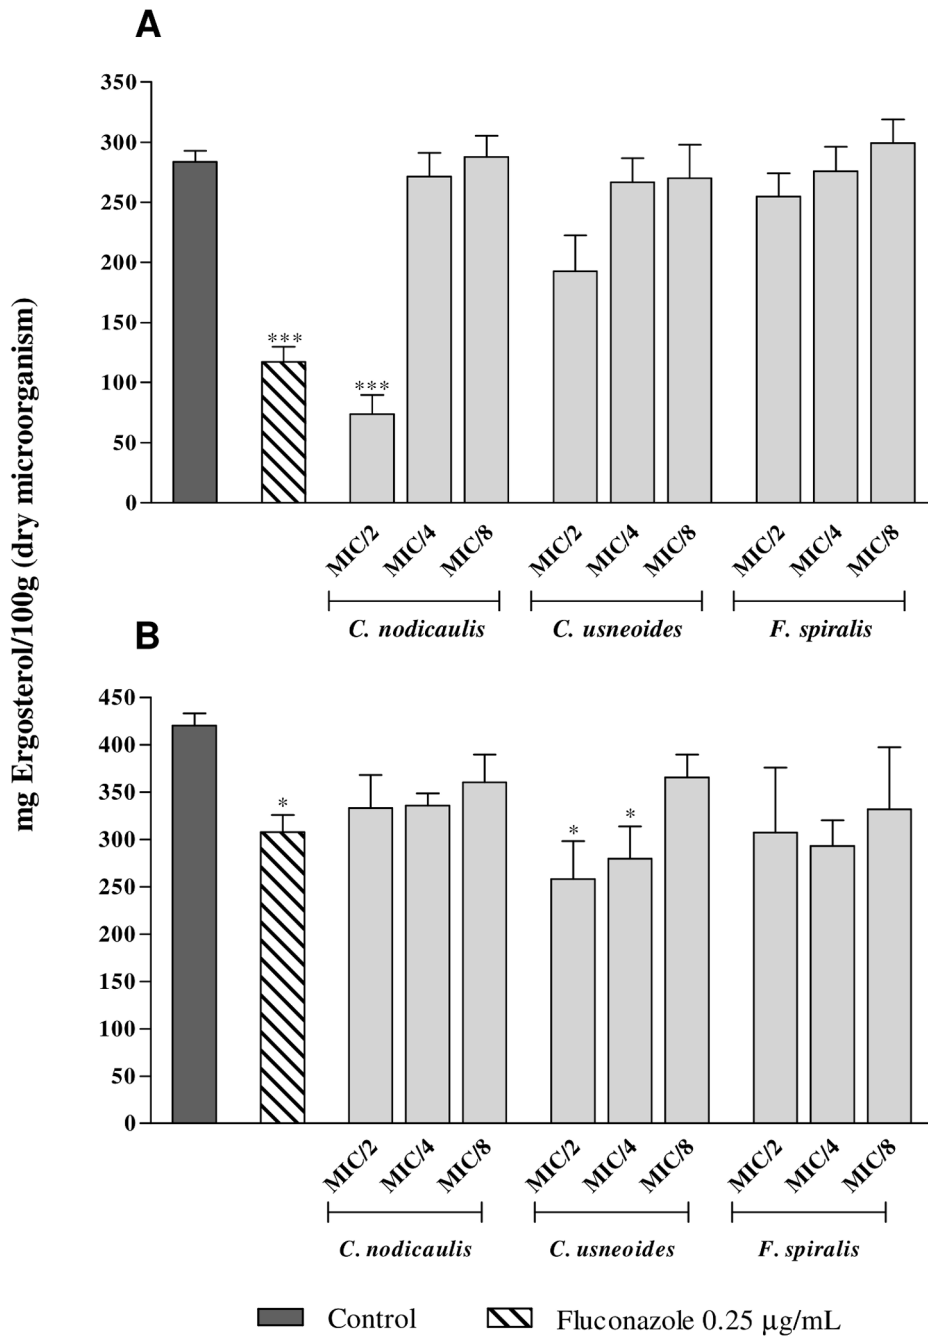 A
mg Ergosterol/100g (dry microorganism)
350
300
250
200
150
100
50
0
***
***
MIC/2 MIC/4 MIC/8 MIC/2 MIC/4 MIC/8 MIC/2 MIC/4 MIC/8
C. nodicaulis C. usneoides F. spiralis
B
450
400
350
300
250
200
150
100
50
0
*
*
*
MIC/2 MIC/4 MIC/8 MIC/2 MIC/4 MIC/8 MIC/2 MIC/4 MIC/8
C. nodicaulis C. usneoides F. spiralis
Control Fluconazole 0.25 µg/mL